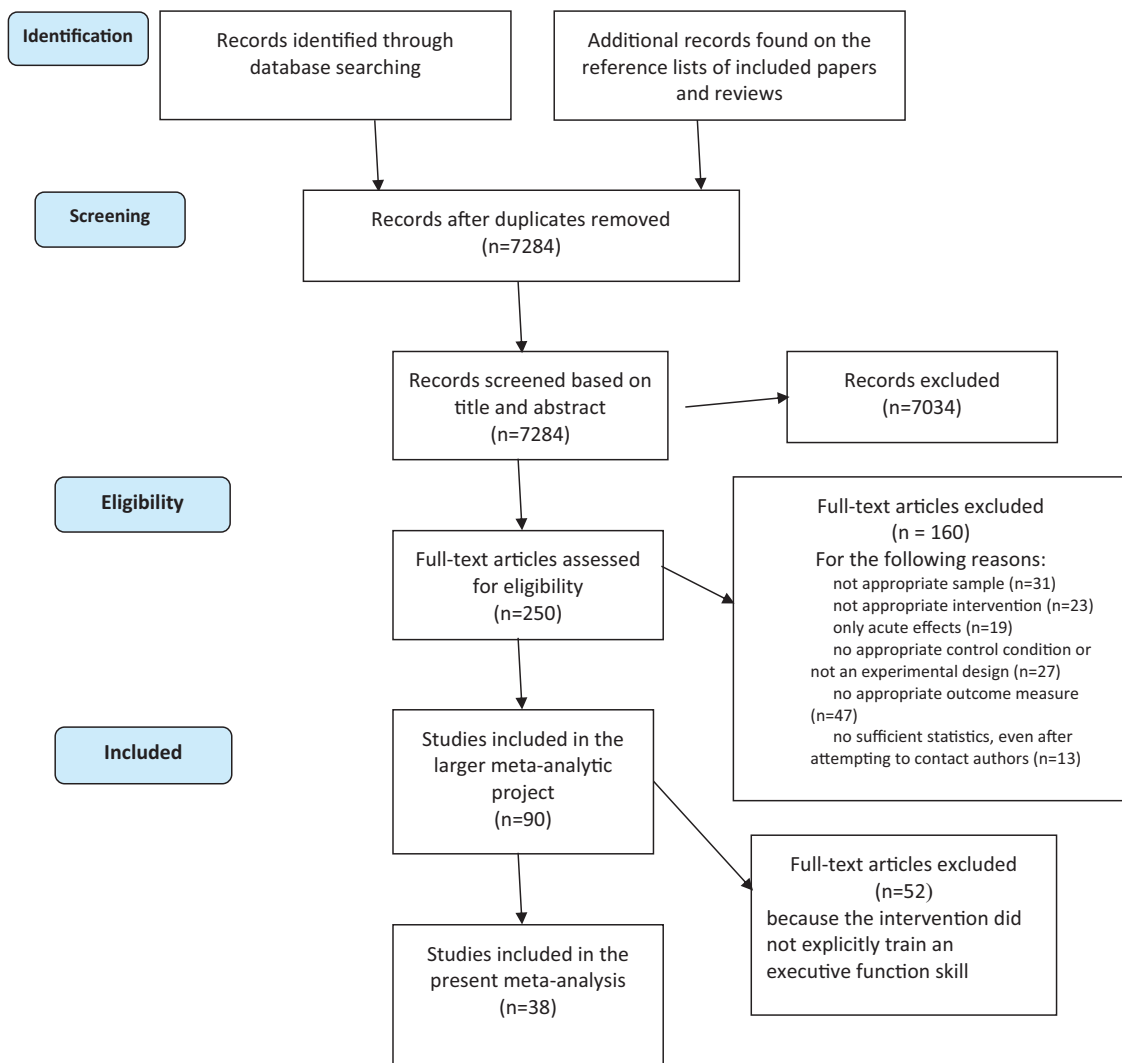 Identification
Records identified through
database searching
Additional records found on the
reference lists of included papers
and reviews
Screening
Records after duplicates removed
(n=7284)
Records screened based on
title and abstract
(n=7284)
Records excluded
(n=7034)
Eligibility
Full-text articles assessed
for eligibility
(n=250)
Full-text articles excluded
(n = 160)
For the following reasons:
not appropriate sample (n=31)
not appropriate intervention (n=23)
only acute effects (n=19)
no appropriate control condition or
not an experimental design (n=27)
no appropriate outcome measure
(n=47)
no sufficient statistics, even after
attempting to contact authors (n=13)
Included
Studies included in the
larger meta-analytic
project
(n=90)
Full-text articles excluded
(n=52)
because the intervention did
not explicitly train an
executive function skill
Studies included in the
present meta-analysis
(n=38)